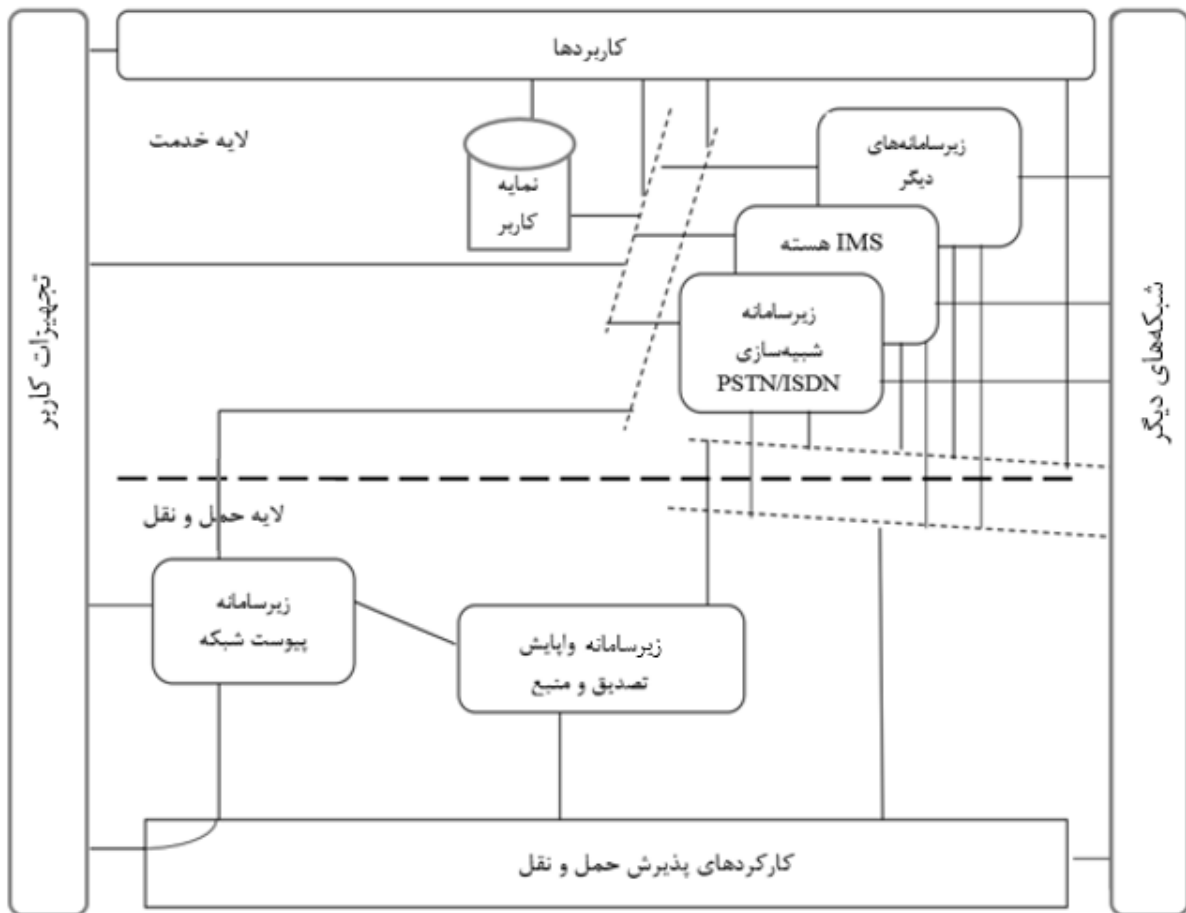 کاربردها
لایه خدمت
نمایه
کاربر
زیرسامانه‌های
دیگر
هسته IMS
زیرسامانه
شبیه‌سازی
PSTN/ISDN
تجهیزات کاربر
شبکه‌های دیگر
لایه حمل و نقل
زیرسامانه
پیوست شبکه
زیرسامانه واپایش
تصدیق و منبع
کارکردهای پذیرش حمل و نقل